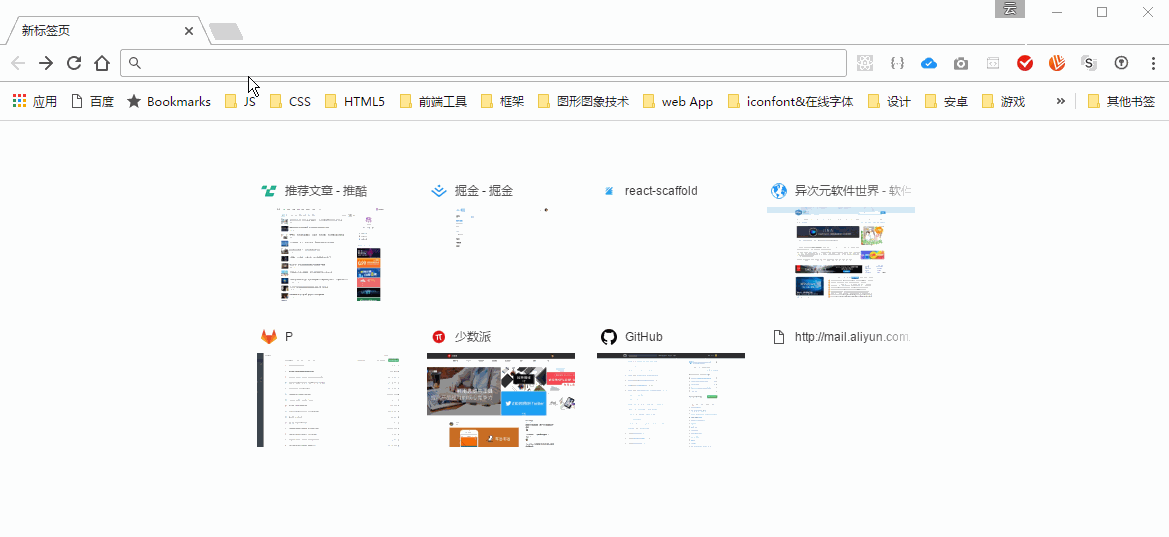 云
新标签页
应用 百度 Bookmarks JS CSS HTML5 前端工具 框架 图形图象技术 web App iconfont&在线字体 设计 安卓 游戏 » 其他书签
推荐文章 - 推酷 掘金 - 掘金 react-scaffold 异次元软件世界 - 软件
P 少数派 GitHub http://mail.aliyun.com